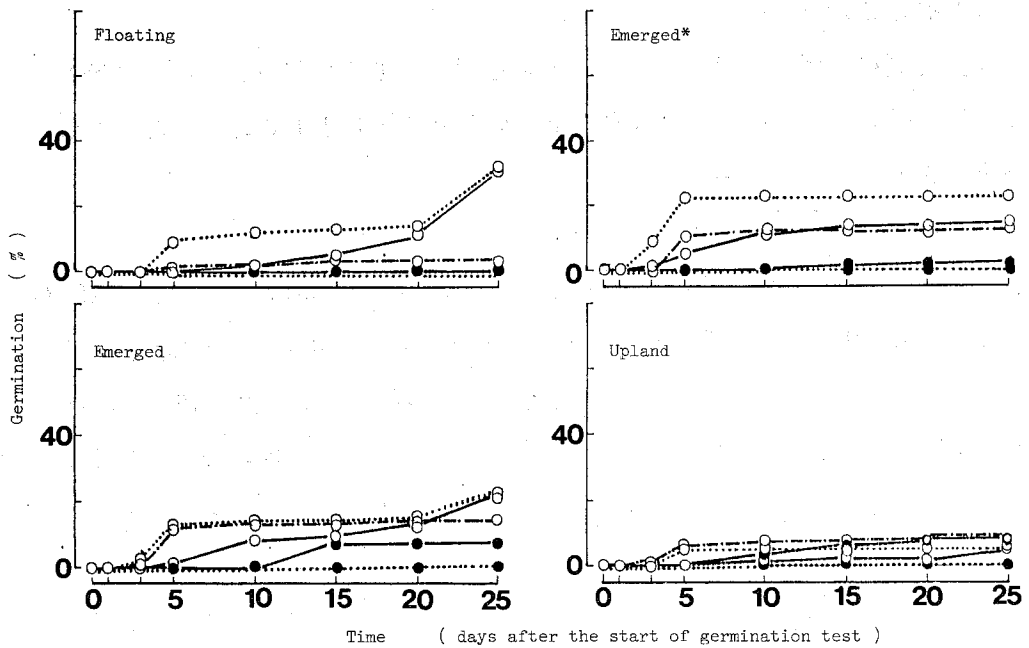 Floating
Emerged*
40
0
40
0
Emerged
Upland
40
0
40
0
0 5 10 15 20 25
0 5 10 15 20 25
Germination ( % )
Time ( days after the start of germination test )